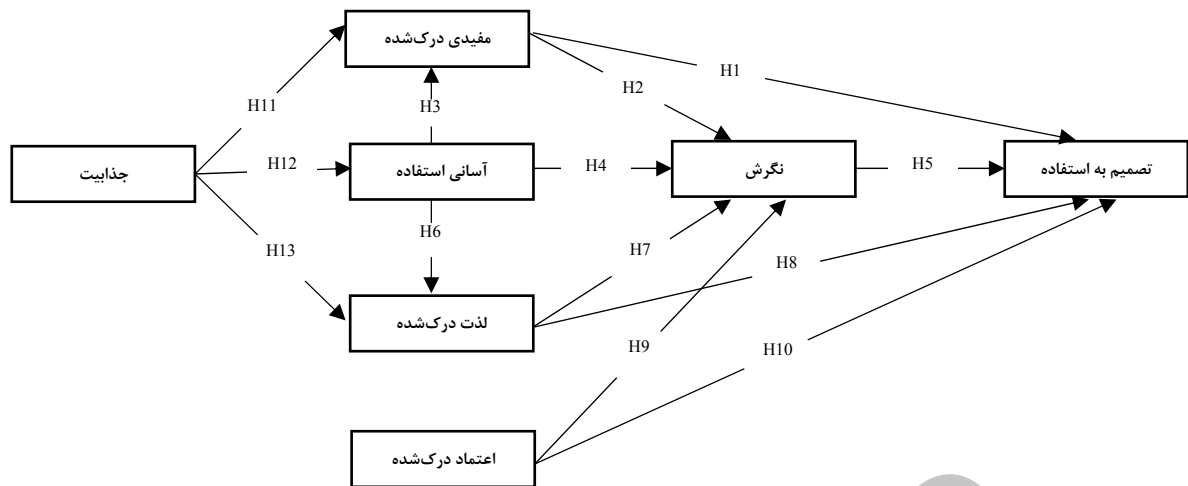 مفیدی درک‌شده
H1
H2
H11
H3
جذابیت
H12
آسانی استفاده
H4
نگرش
H5
تصمیم به استفاده
H13
H6
H7
H8
لذت درک‌شده
H9
H10
اعتماد درک‌شده